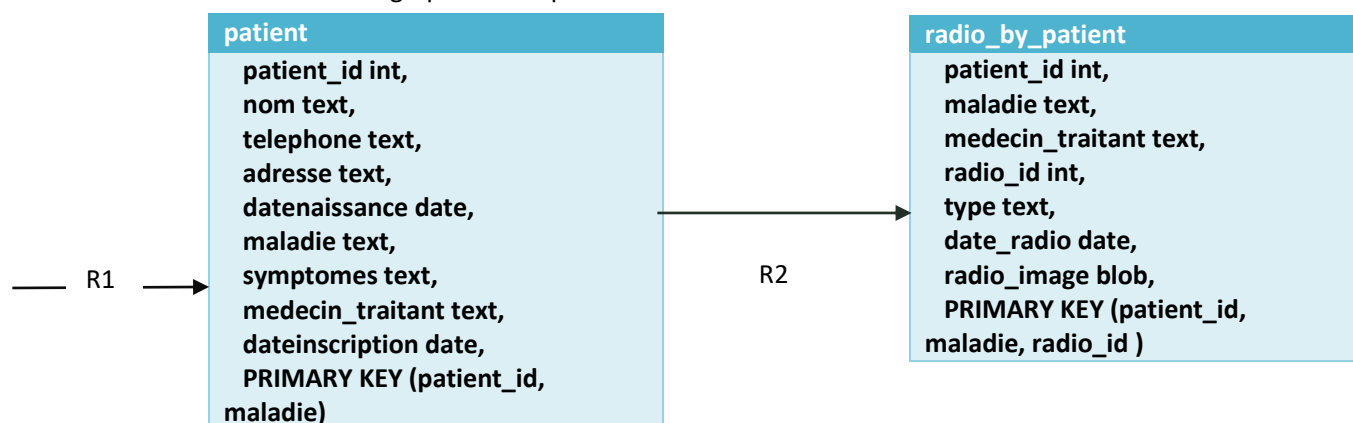 patient
patient_id int,
nom text,
telephone text,
adresse text,
datenaissance date,
maladie text,
symptomes text,
medecin_traitant text,
dateinscription date,
PRIMARY KEY (patient_id,
maladie)
radio_by_patient
patient_id int,
maladie text,
medecin_traitant text,
radio_id int,
type text,
date_radio date,
radio_image blob,
PRIMARY KEY (patient_id,
maladie, radio_id )
R1
R2